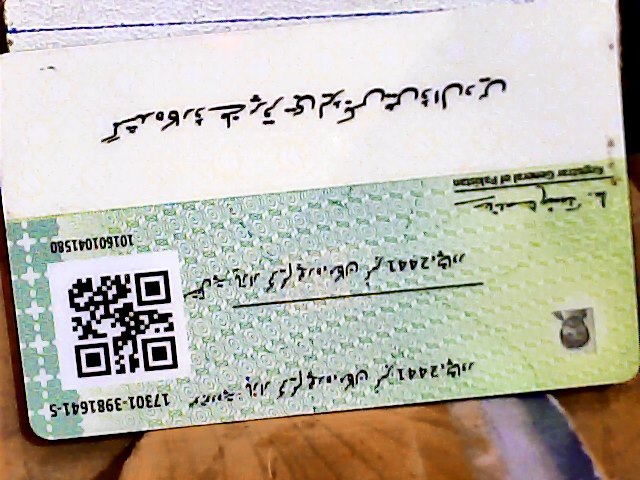 17301-3981641-5
موجودہ پتہ: بازار کریم پورہ، مکان نمبر 2441، پشاور
مستقل پتہ: بازار کریم پورہ، مکان نمبر 2441، پشاور
101601041580
Registrar General of Pakistan
گمشدہ کارڈ ملنے پر قریبی لیٹر بکس میں ڈال دیں